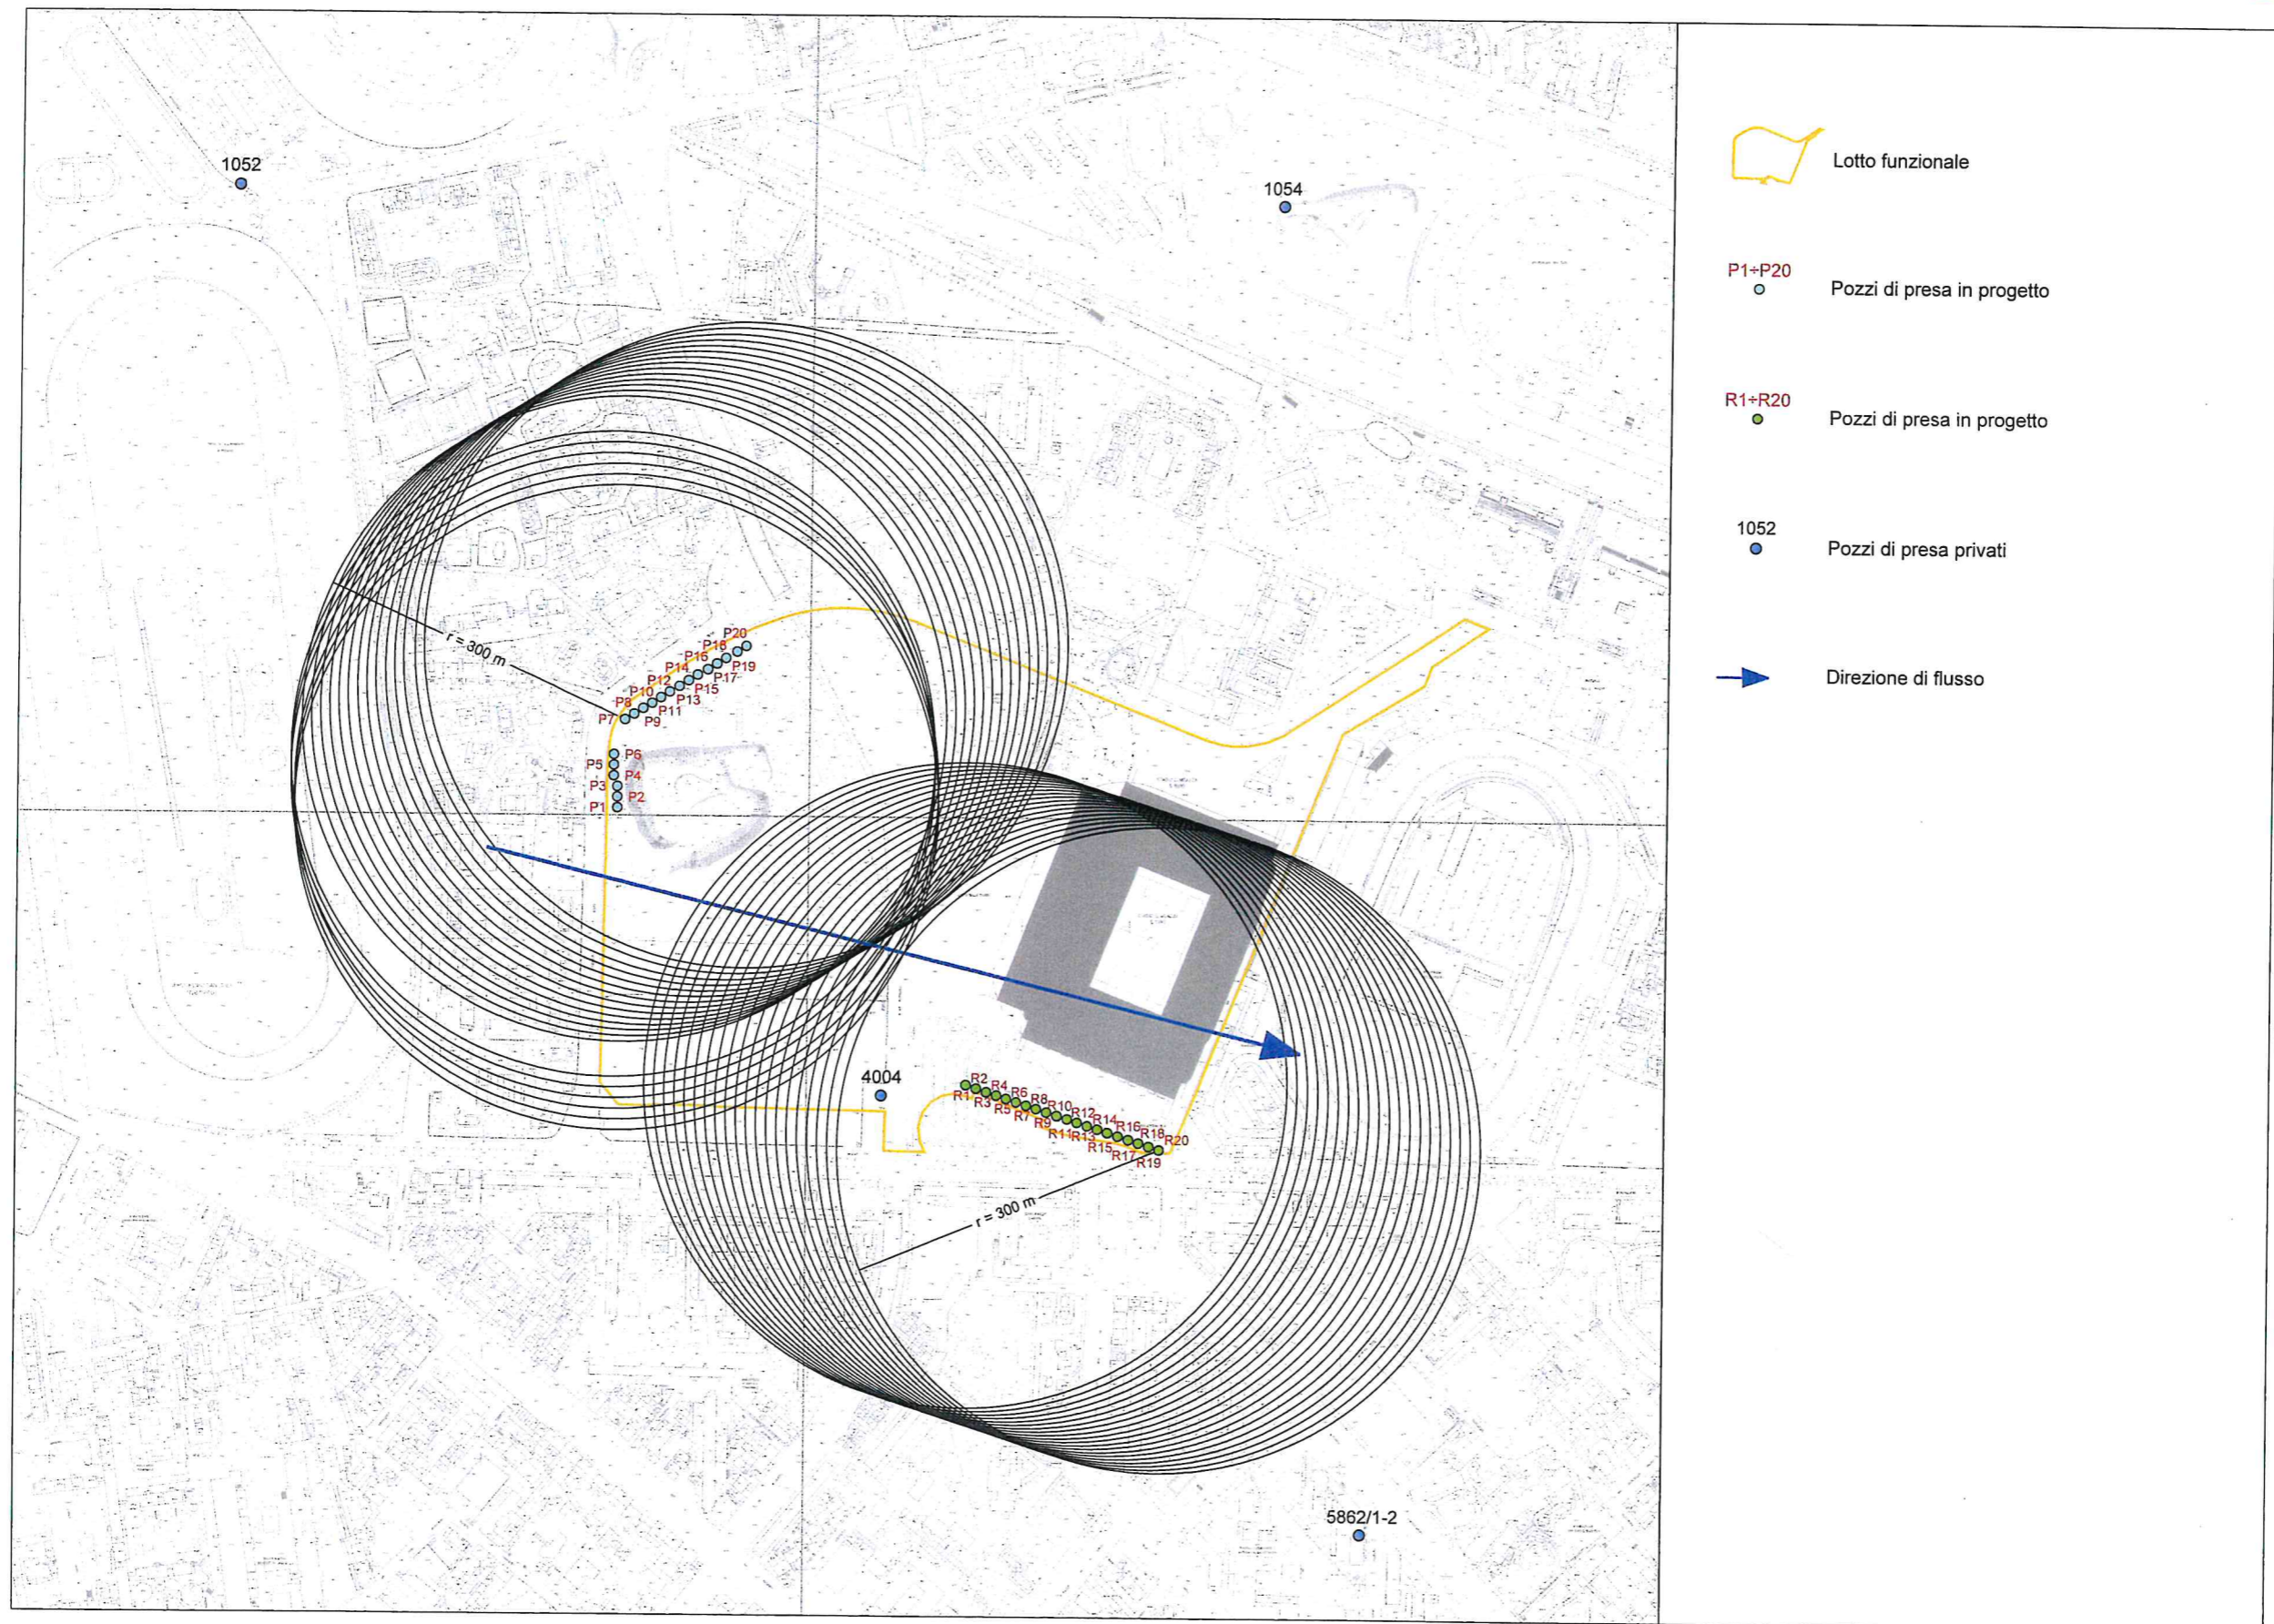 1052
1054
r = 300 m
P20
P18
P19
P16
P17
P14
P15
P12
P13
P10
P11
P8
P9
P7
P6
P5
P4
P3
P2
P1
4004
R2
R1
R4
R3
R6
R5
R8
R7
R10
R9
R12
R11
R13
R14
R15
R16
R17
R18
R19
R20
r = 300 m
5862/1-2
Lotto funzionale
P1÷P20
Pozzi di presa in progetto
R1÷R20
Pozzi di presa in progetto
1052
Pozzi di presa privati
Direzione di flusso